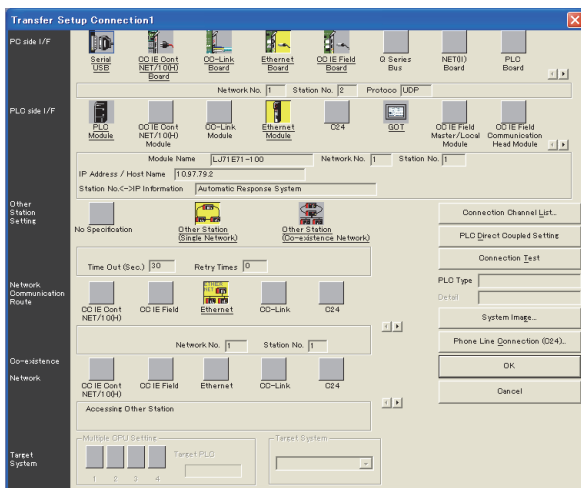 Transfer Setup Connection1
PC side I/F
Serial USB
CC IE Cont NET/10(H) Board
CC-Link Board
Ethernet Board
CC IE Field Board
Q Series Bus
NET(II) Board
PLC Board
Network No. 1 Station No. 2 Protoco UDP
PLC side I/F
PLC Module
CC IE Cont NET/10(H) Module
CC-Link Module
Ethernet Module
C24
GOT
CC IE Field Master/Local Module
CC IE Field Communication Head Module
Module Name LJ71E71-100 Network No. 1 Station No. 1
IP Address / Host Name 10.97.79.2
Station No.<->IP Information Automatic Response System
Other Station Setting
No Specification
Other Station (Single Network)
Other Station (Co-existence Network)
Time Out (Sec.) 30 Retry Times 0
Connection Channel List...
PLC Direct Coupled Setting
Connection Test
PLC Type
Detail
System Image...
Phone Line Connection (C24)...
OK
Cancel
Network Communication Route
CC IE Cont NET/10(H)
CC IE Field
Ethernet
CC-Link
C24
Network No. 1 Station No. 1
Co-existence Network
CC IE Cont NET/10(H)
CC IE Field
Ethernet
CC-Link
C24
Accessing Other Station
Target System
Multiple CPU Setting
1 2 3 4
Target PLC
Target System